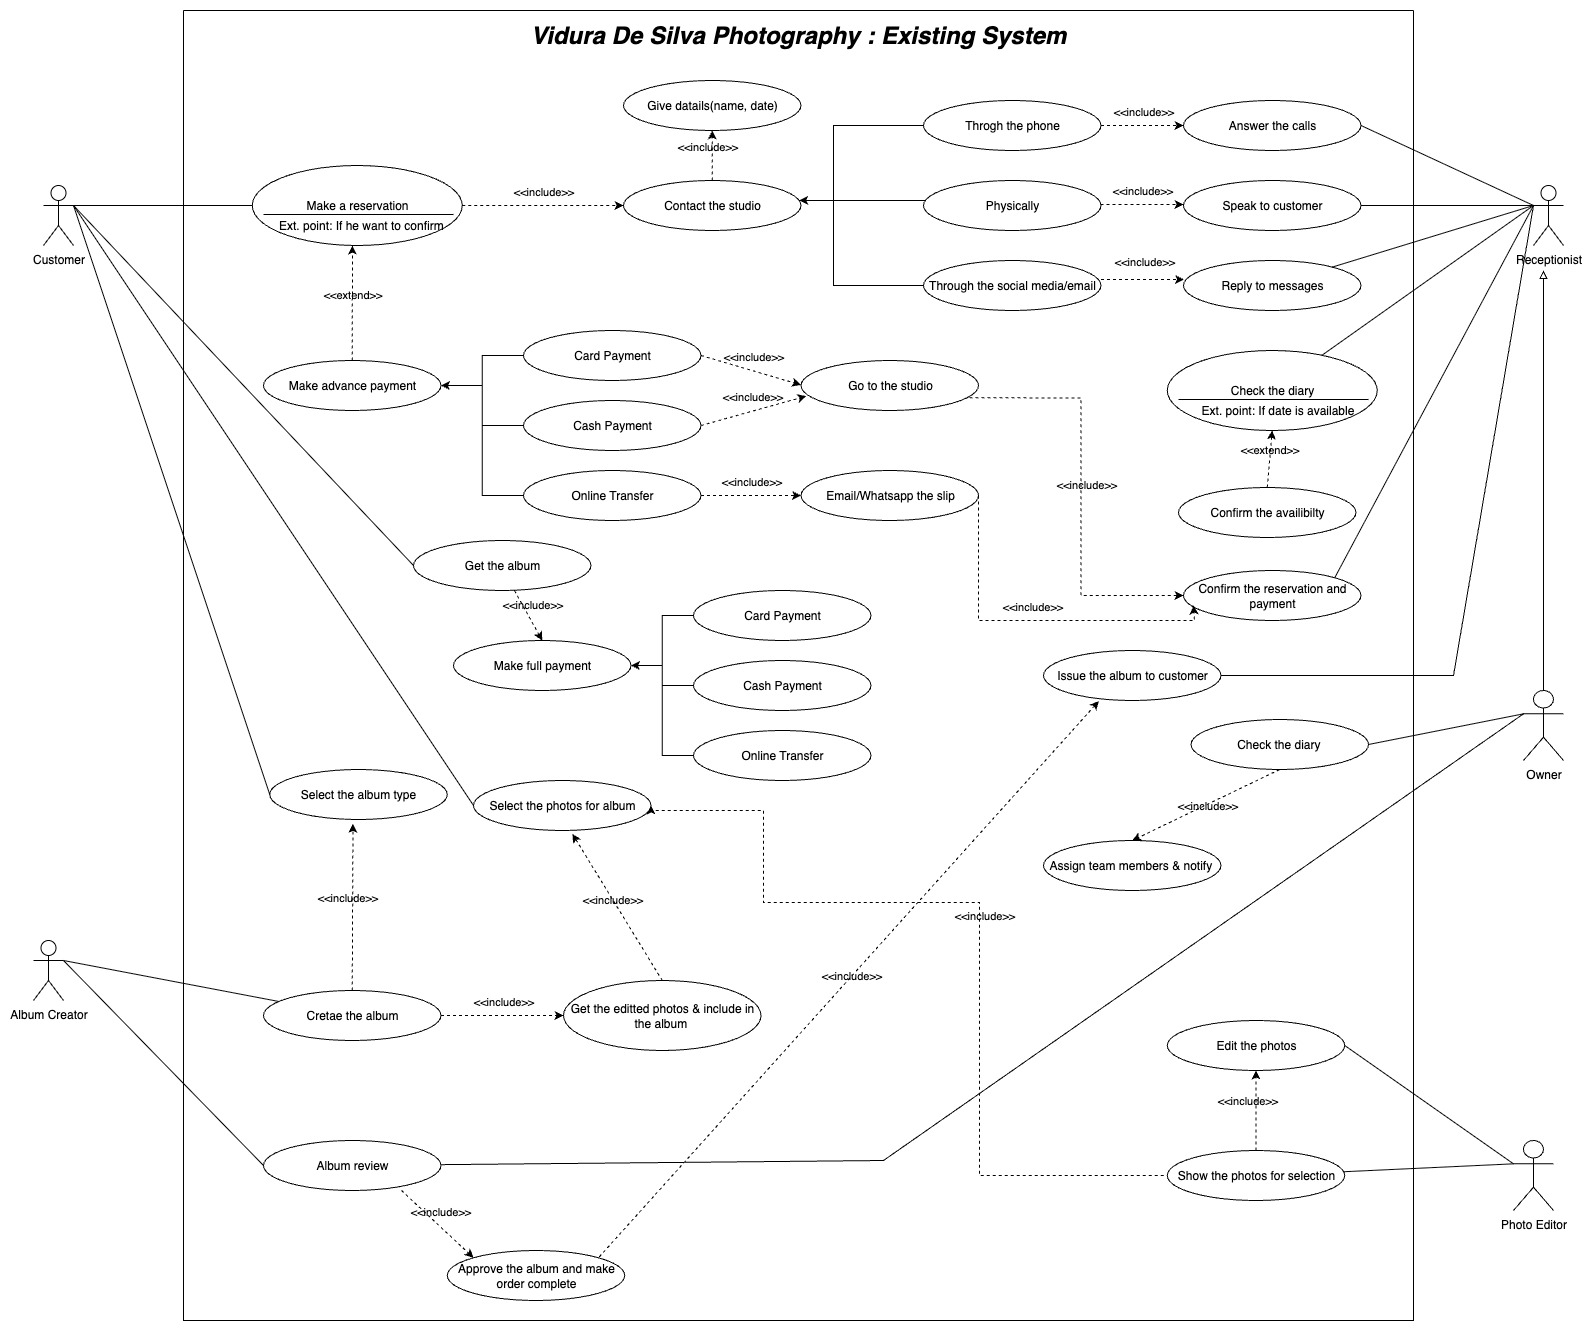 Vidura De Silva Photography : Existing System
Give datails(name, date)
<<include>>
Throgh the phone
<<include>>
Answer the calls
Customer
Make a reservation
Ext. point: If he want to confirm
<<include>>
Contact the studio
Physically
<<include>>
Speak to customer
Receptionist
Through the social media/email
<<include>>
Reply to messages
<<extend>>
Make advance payment
Card Payment
<<include>>
Cash Payment
<<include>>
Go to the studio
Online Transfer
<<include>>
Email/Whatsapp the slip
<<include>>
<<include>>
Check the diary
Ext. point: If date is available
<<extend>>
Confirm the availibilty
Confirm the reservation and
payment
Get the album
<<include>>
Make full payment
Card Payment
Cash Payment
Online Transfer
Issue the album to customer
Check the diary
<<include>>
Assign team members & notify
Owner
Select the album type
Select the photos for album
<<include>>
<<include>>
<<include>>
<<include>>
Album Creator
Cretae the album
<<include>>
Get the editted photos & include in
the album
Edit the photos
<<include>>
Show the photos for selection
Photo Editor
Album review
<<include>>
Approve the album and make
order complete